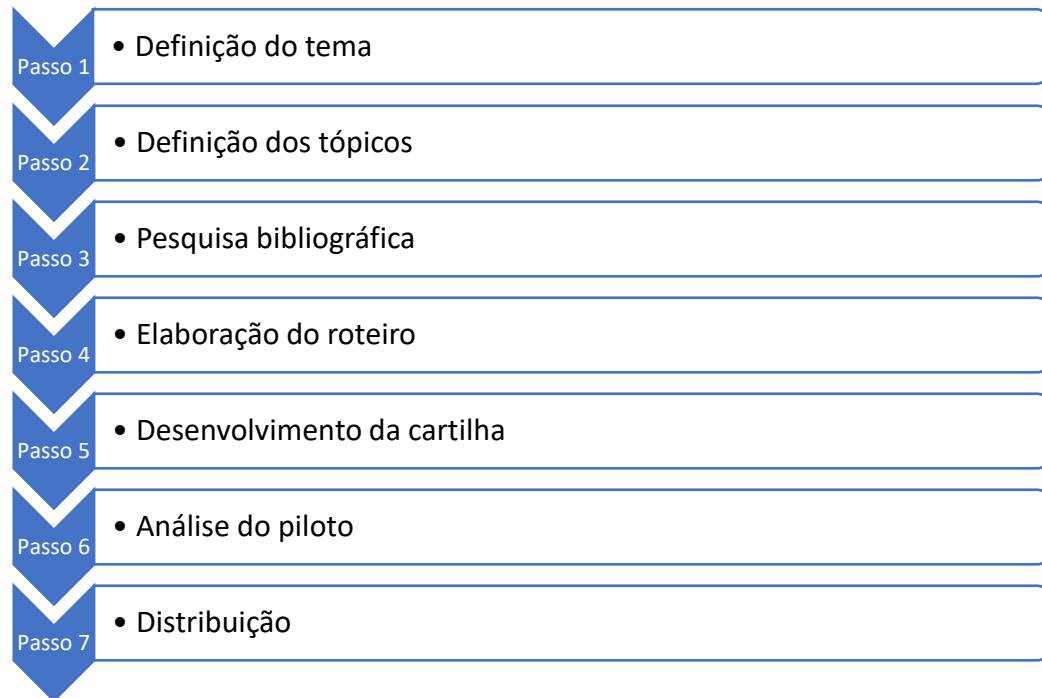 Passo 1
• Definição do tema
Passo 2
• Definição dos tópicos
Passo 3
• Pesquisa bibliográfica
Passo 4
• Elaboração do roteiro
Passo 5
• Desenvolvimento da cartilha
Passo 6
• Análise do piloto
Passo 7
• Distribuição